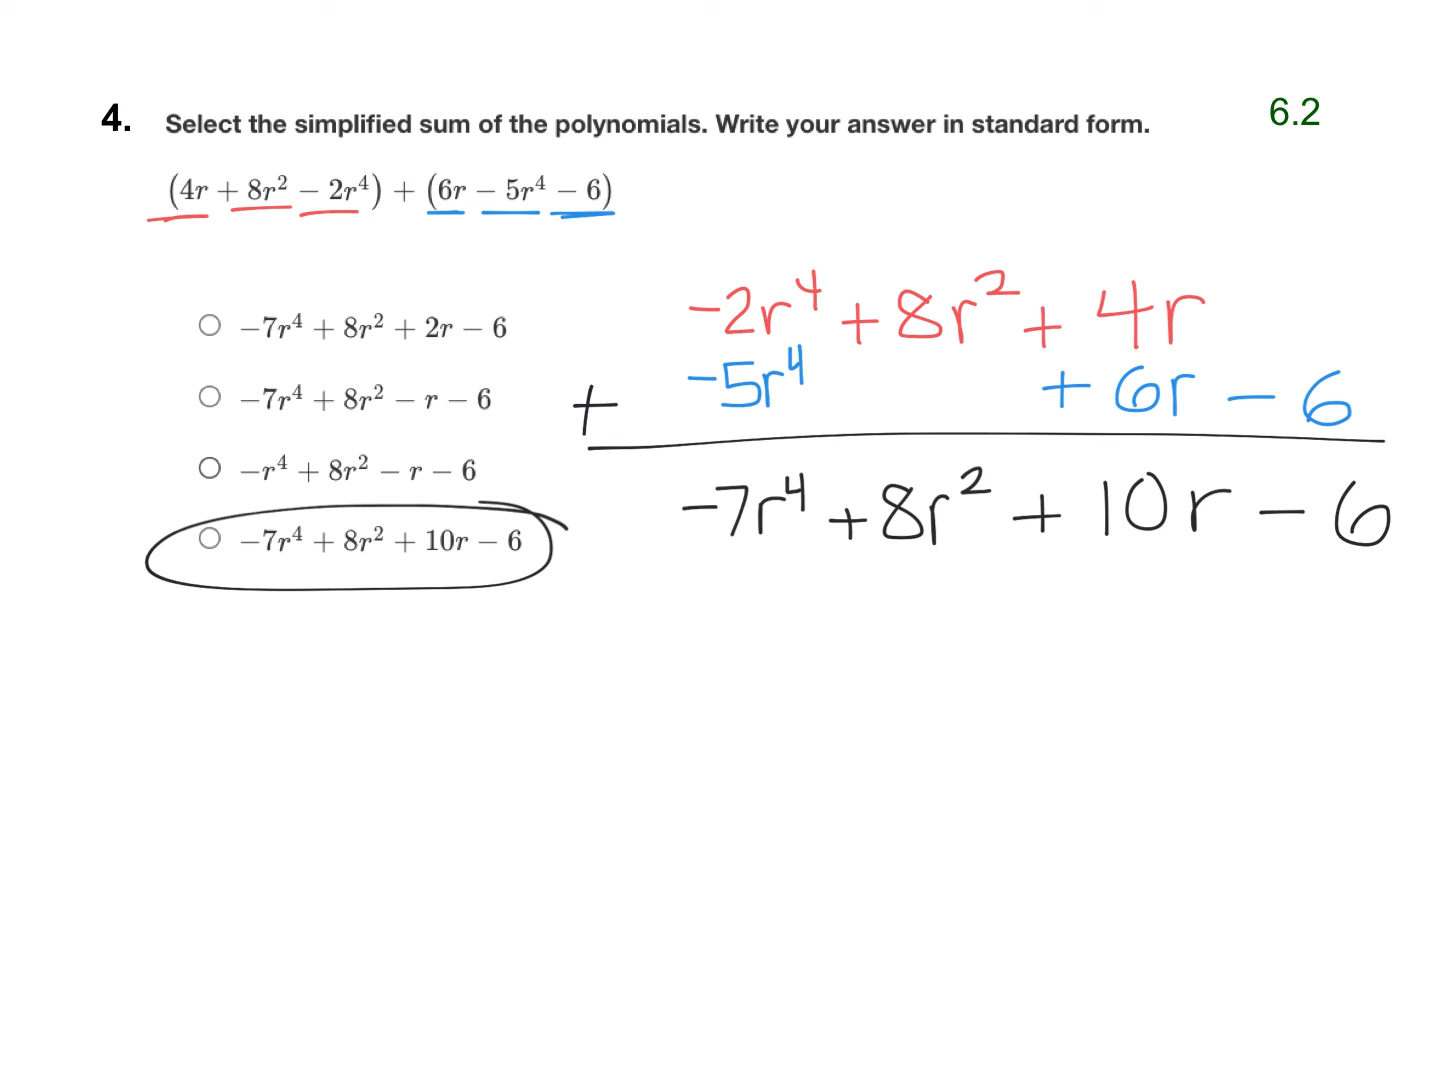 4. Select the simplified sum of the polynomials. Write your answer in standard form. 6.2
(4r + 8r² − 2r⁴) + (6r − 5r⁴ − 6)
−7r⁴ + 8r² + 2r − 6
−7r⁴ + 8r² − r − 6
−r⁴ + 8r² − r − 6
−7r⁴ + 8r² + 10r − 6
−2r⁴ + 8r² + 4r
+ −5r⁴ + 6r − 6
−7r⁴ + 8r² + 10r − 6